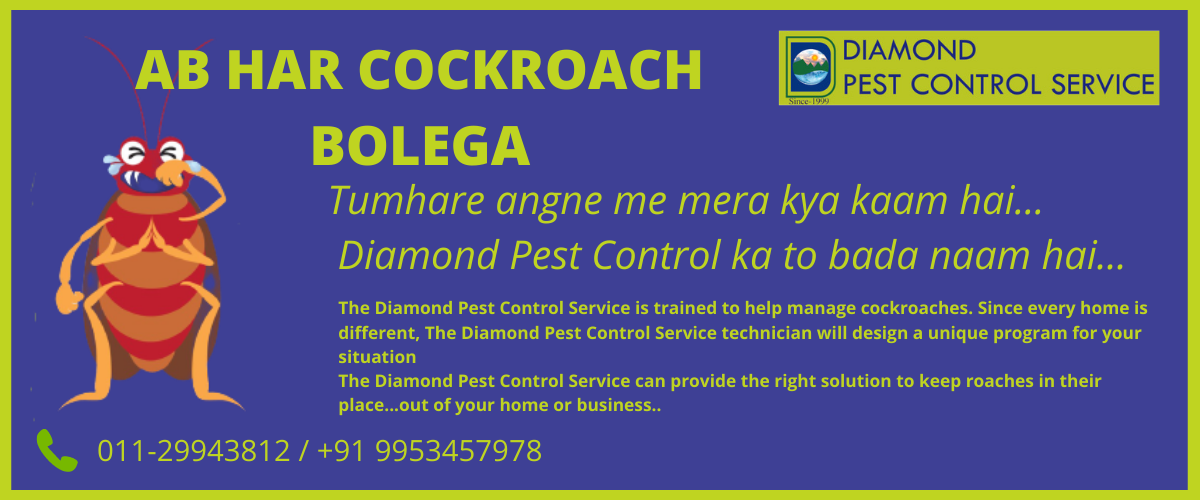 AB HAR COCKROACH
BOLEGA
DIAMOND
PEST CONTROL SERVICE
Since-1999
Tumhare angne me mera kya kaam hai...
Diamond Pest Control ka to bada naam hai...
The Diamond Pest Control Service is trained to help manage cockroaches. Since every home is
different, The Diamond Pest Control Service technician will design a unique program for your
situation
The Diamond Pest Control Service can provide the right solution to keep roaches in their
place...out of your home or business..
011-29943812 / +91 9953457978